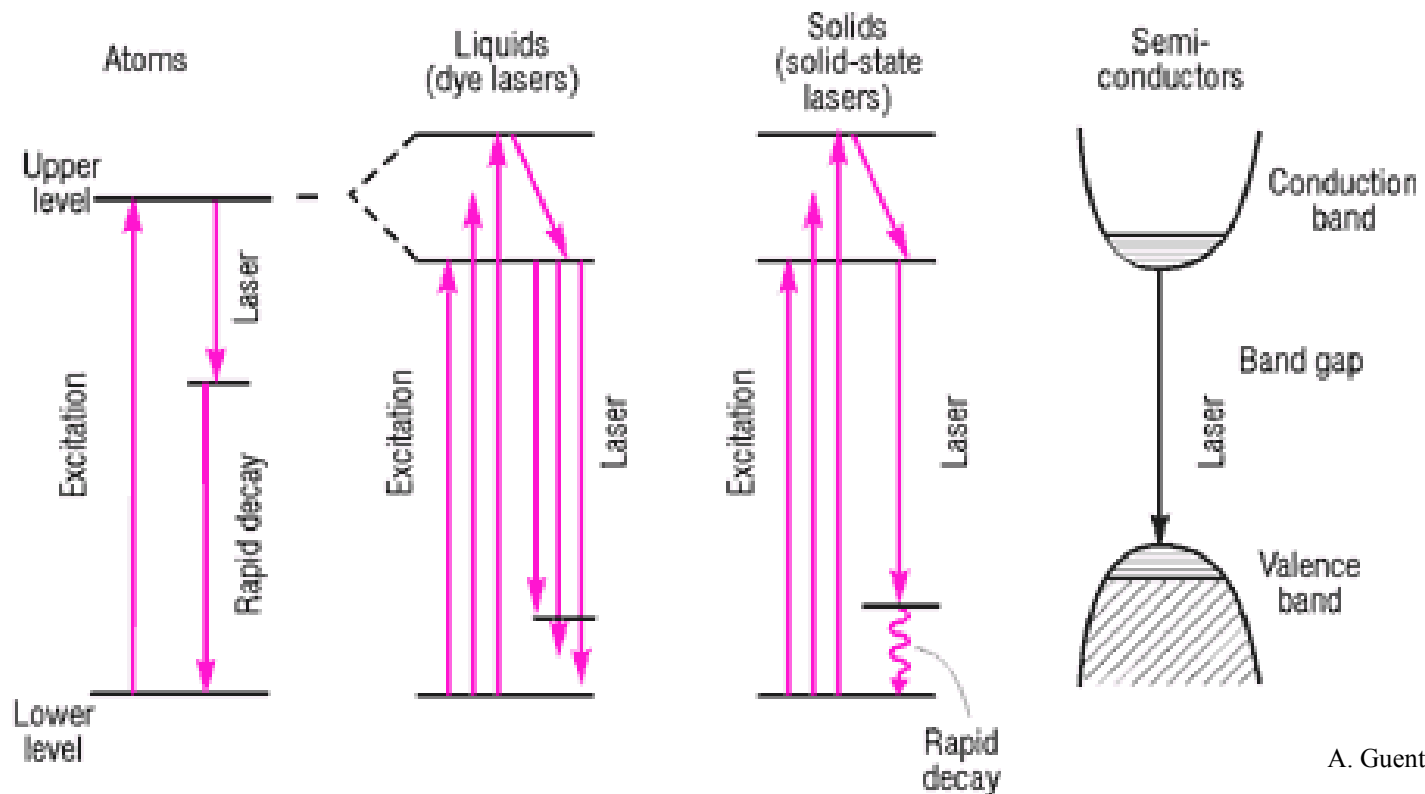 Atoms
Liquids
(dye lasers)
Solids
(solid-state
lasers)
Semi-
conductors
Upper
level
Excitation
Laser
Rapid decay
Lower
level
Excitation
Laser
Excitation
Laser
Rapid
decay
Conduction
band
Band gap
Laser
Valence
band
A. Guent